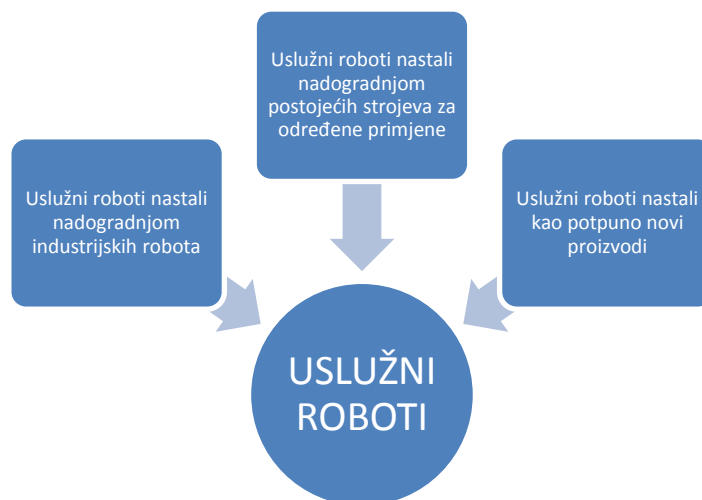 Uslužni roboti nastali
nadogradnjom
postojećih strojeva za
određene primjene
Uslužni roboti nastali
nadogradnjom
industrijskih robota
Uslužni roboti nastali
kao potpuno novi
proizvodi
USLUŽNI
ROBOTI